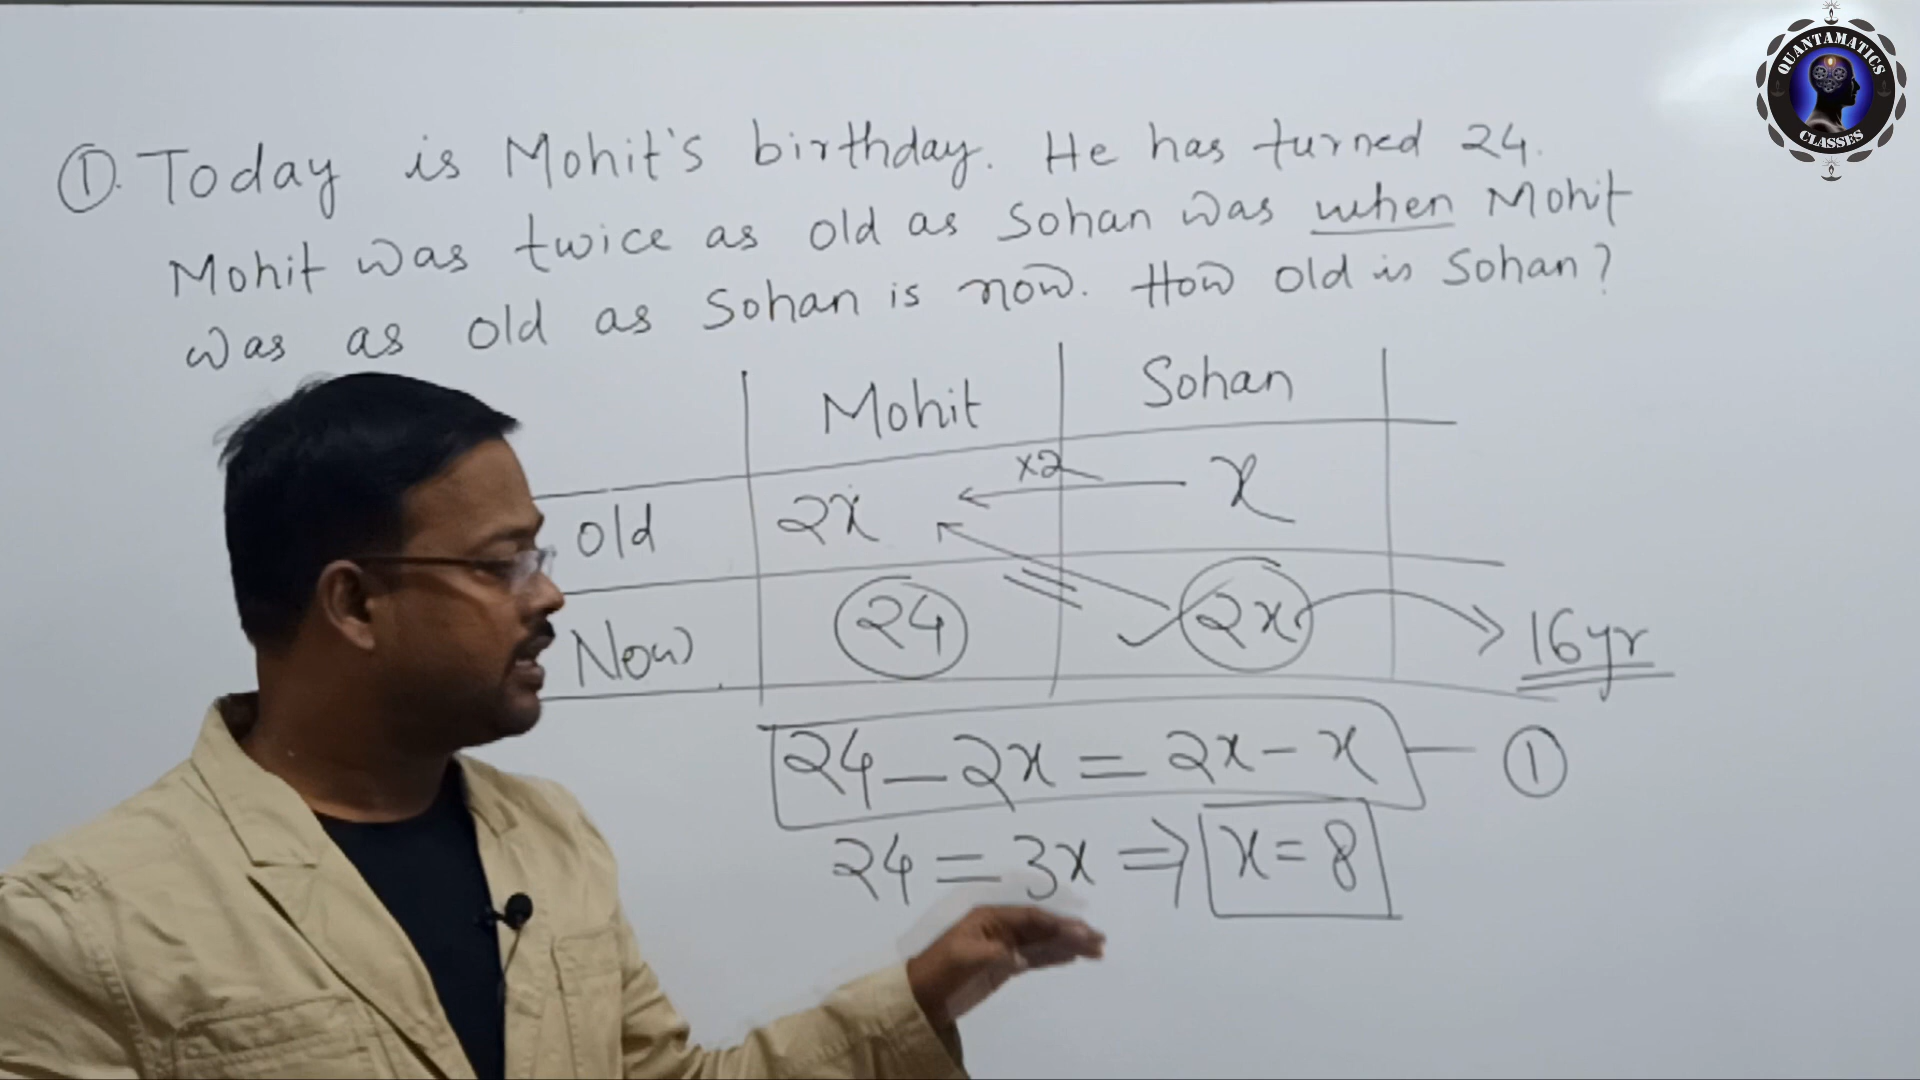 QUANTAMATICS
CLASSES
① Today is Mohit's birthday. He has turned 24.
Mohit was twice as old as Sohan was when Mohit
was as old as Sohan is now. How old is Sohan?
Mohit Sohan
old 2x ×2 x
Now 24 2x 16yr
24 - 2x = 2x - x — ①
24 = 3x ⇒ x = 8